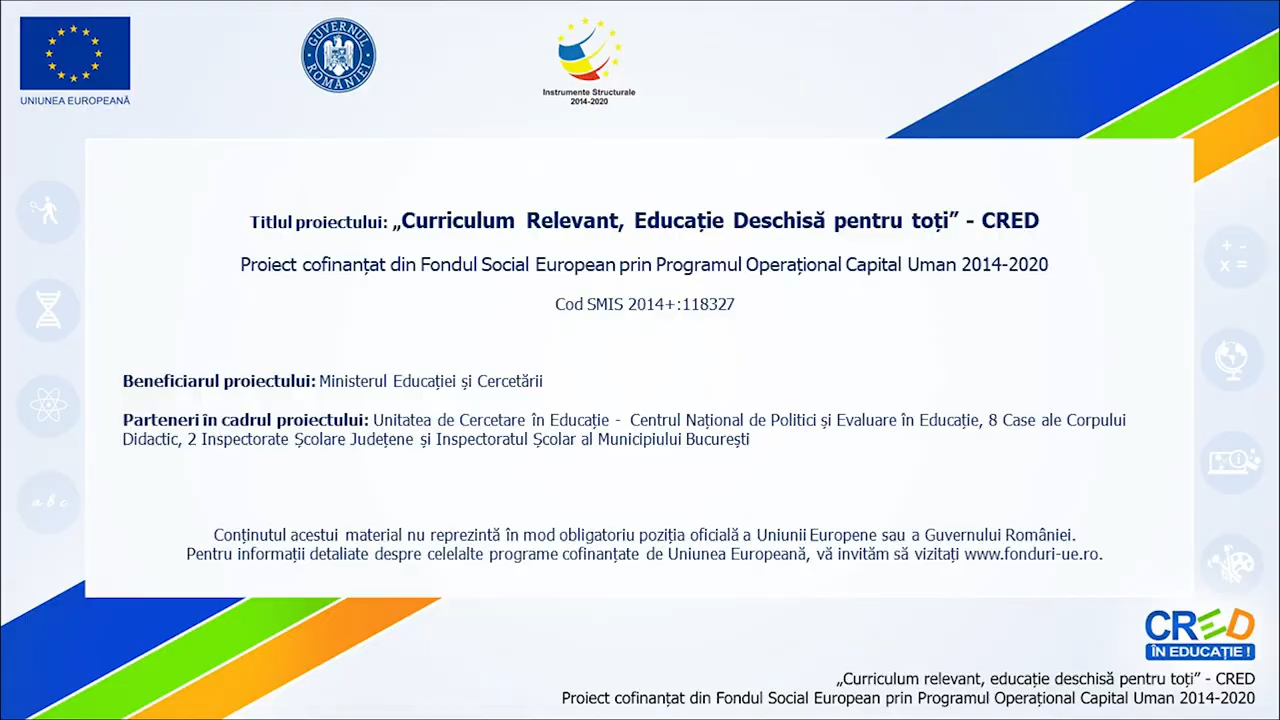 UNIUNEA EUROPEANĂ
GUVERNUL ROMÂNIEI
Instrumente Structurale
2014-2020
Titlul proiectului: „Curriculum Relevant, Educație Deschisă pentru toți” - CRED
Proiect cofinanțat din Fondul Social European prin Programul Operațional Capital Uman 2014-2020
Cod SMIS 2014+:118327
+ -
x =
Beneficiarul proiectului: Ministerul Educației și Cercetării
Parteneri în cadrul proiectului: Unitatea de Cercetare în Educație - Centrul Național de Politici și Evaluare în Educație, 8 Case ale Corpului
Didactic, 2 Inspectorate Școlare Județene și Inspectoratul Școlar al Municipiului București
a b c
Conținutul acestui material nu reprezintă în mod obligatoriu poziția oficială a Uniunii Europene sau a Guvernului României.
Pentru informații detaliate despre celelalte programe cofinanțate de Uniunea Europeană, vă invităm să vizitați www.fonduri-ue.ro.
CRED
ÎN EDUCAȚIE !
„Curriculum relevant, educație deschisă pentru toți” - CRED
Proiect cofinanțat din Fondul Social European prin Programul Operațional Capital Uman 2014-2020